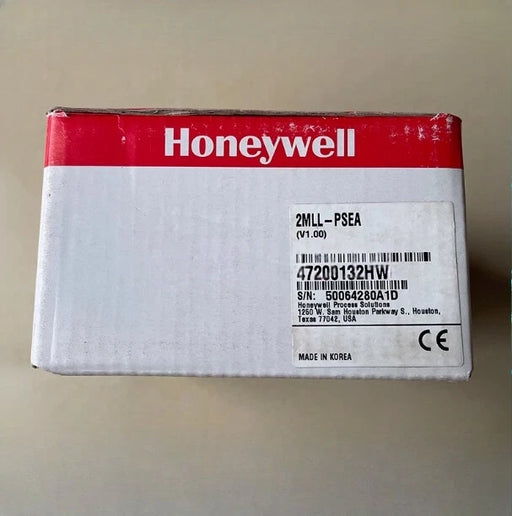 Honeywell
2MLL-PSEA
(V1.00)
47200132HW
S/N: 50064280A1D
Honeywell Process Solutions
1250 W. Sam Houston Parkway S., Houston,
Texas 77042, USA
CE
MADE IN KOREA